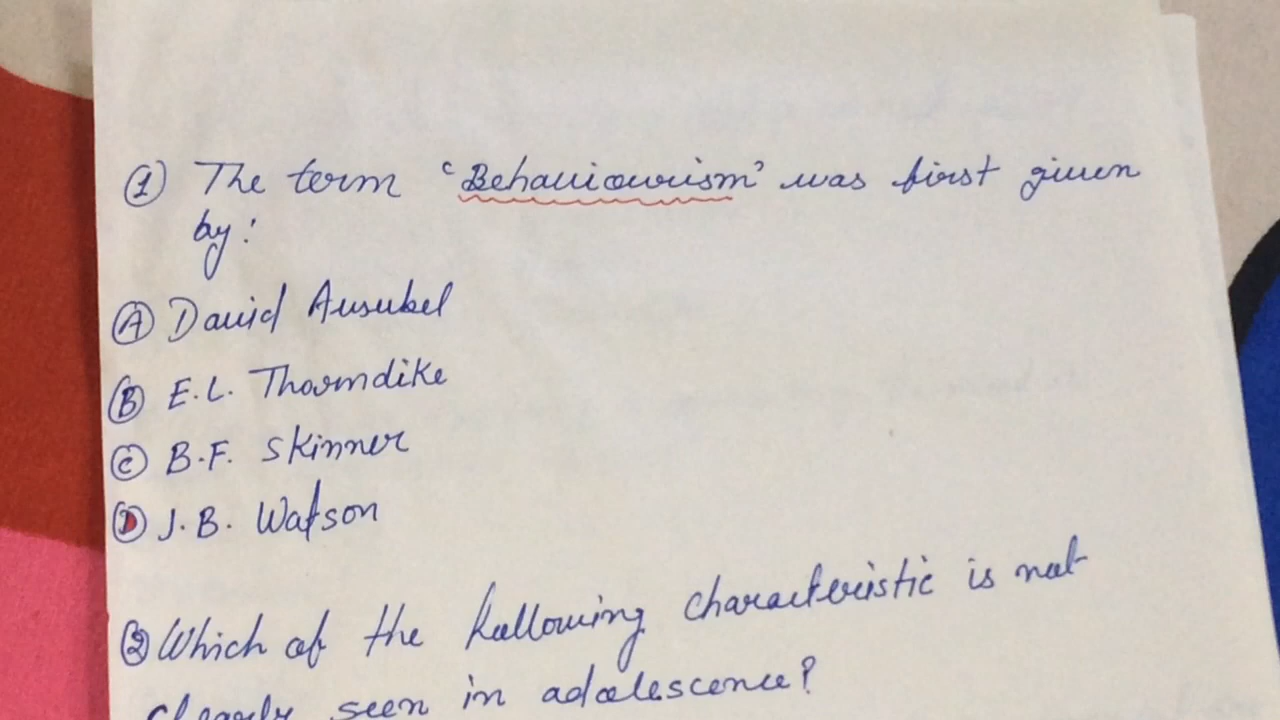 ① The term 'Behaviourism' was first given
by:
Ⓐ David Ausubel
Ⓑ E.L. Thorndike
Ⓒ B.F. Skinner
Ⓓ J.B. Watson
② Which of the following characteristic is not
clearly seen in adolescence?